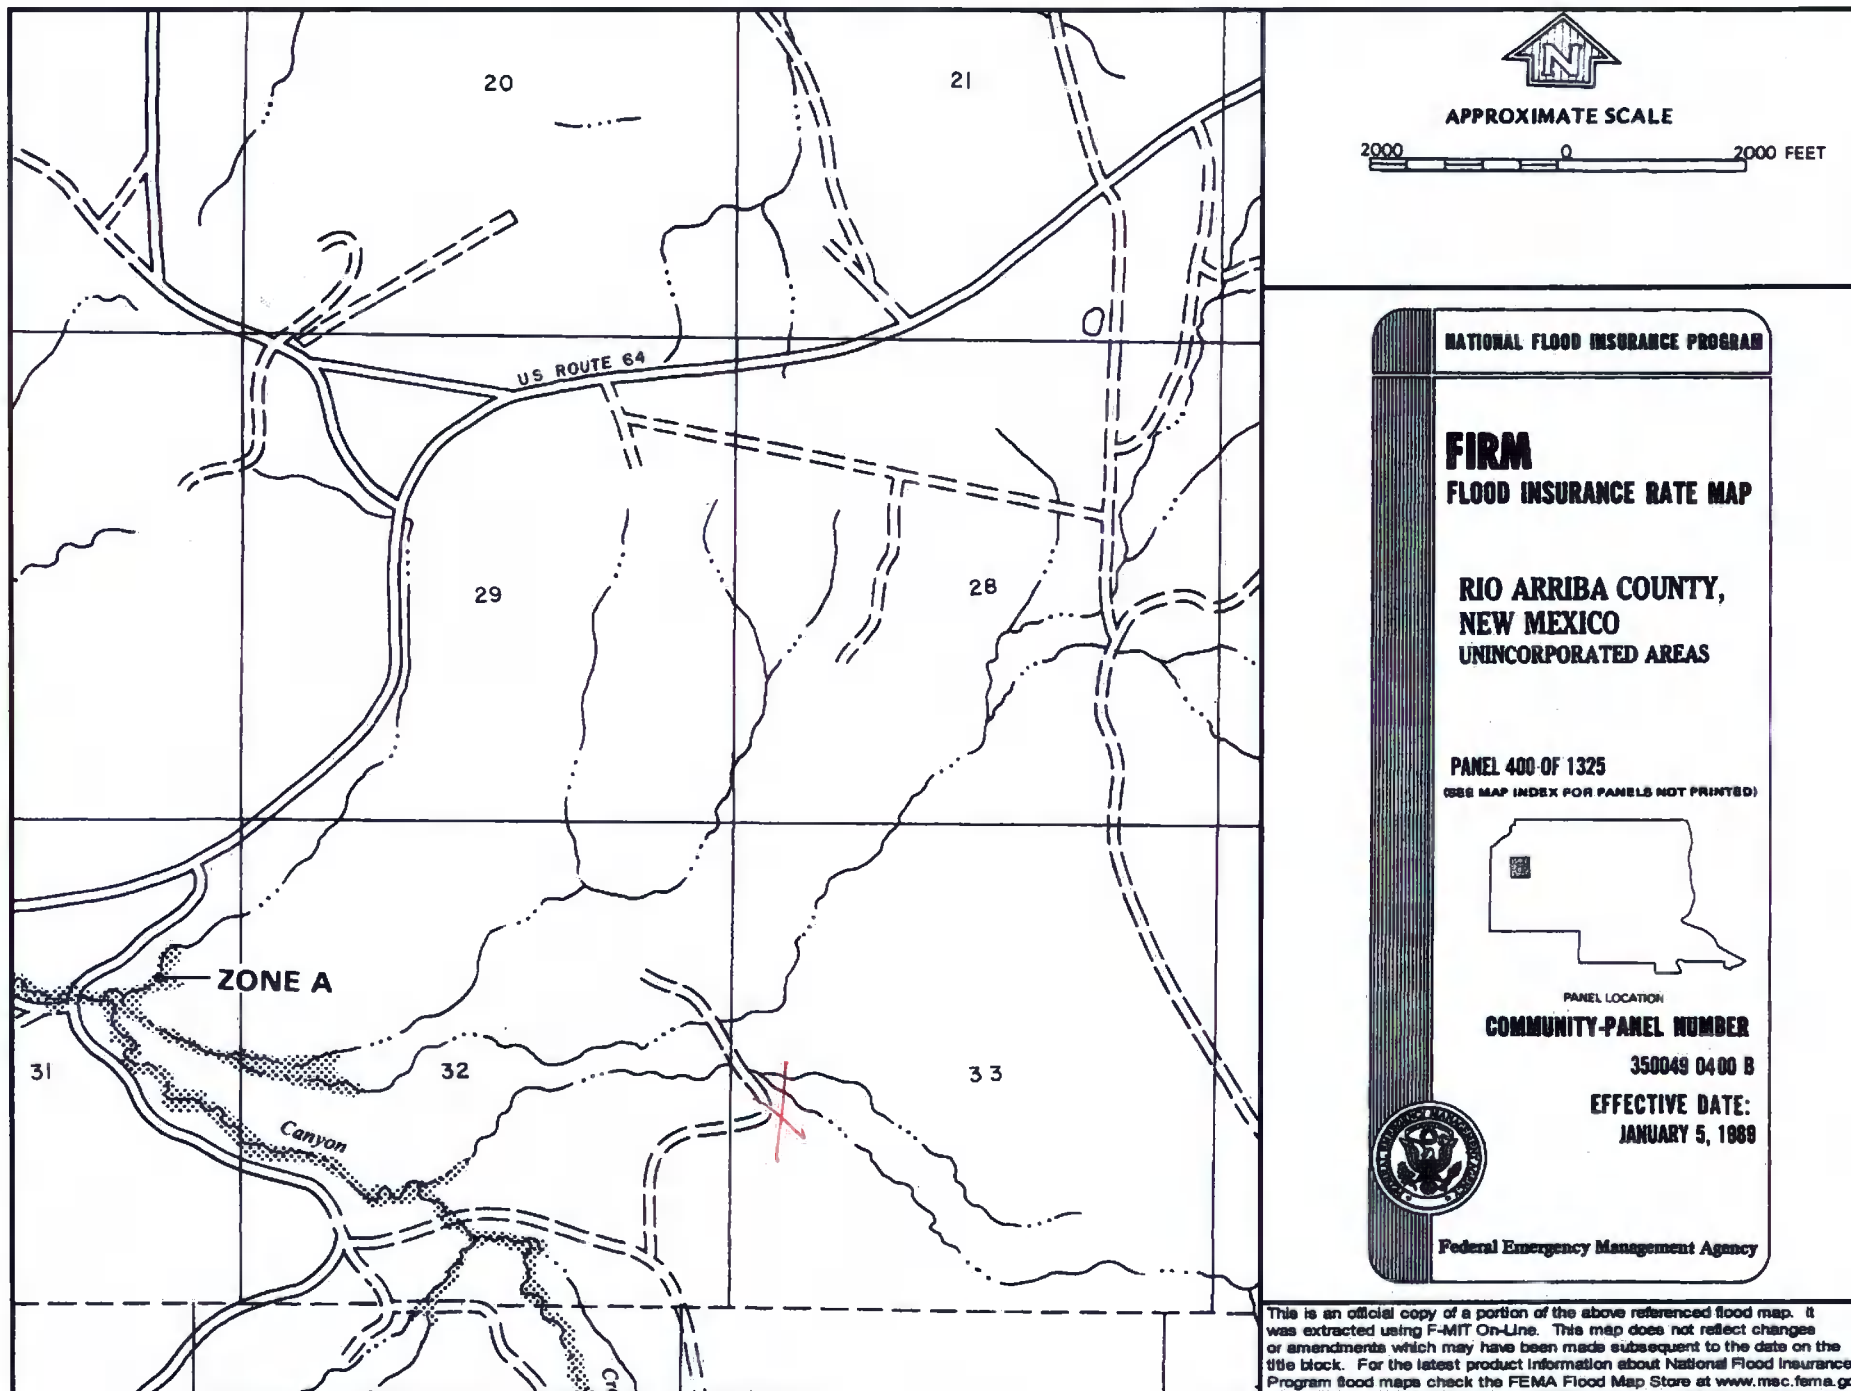 20
21
N
APPROXIMATE SCALE
2000 0 2000 FEET
US ROUTE 64
29
28
ZONE A
31
32
33
Canyon
NATIONAL FLOOD INSURANCE PROGRAM
FIRM
FLOOD INSURANCE RATE MAP
RIO ARRIBA COUNTY,
NEW MEXICO
UNINCORPORATED AREAS
PANEL 400 OF 1325
(SEE MAP INDEX FOR PANELS NOT PRINTED)
PANEL LOCATION
COMMUNITY-PANEL NUMBER
350049 0400 B
EFFECTIVE DATE:
JANUARY 5, 1989
Federal Emergency Management Agency
This is an official copy of a portion of the above referenced flood map. It
was extracted using F-MIT On-Line. This map does not reflect changes
or amendments which may have been made subsequent to the date on the
title block. For the latest product information about National Flood Insurance
Program flood maps check the FEMA Flood Map Store at www.msc.fema.go